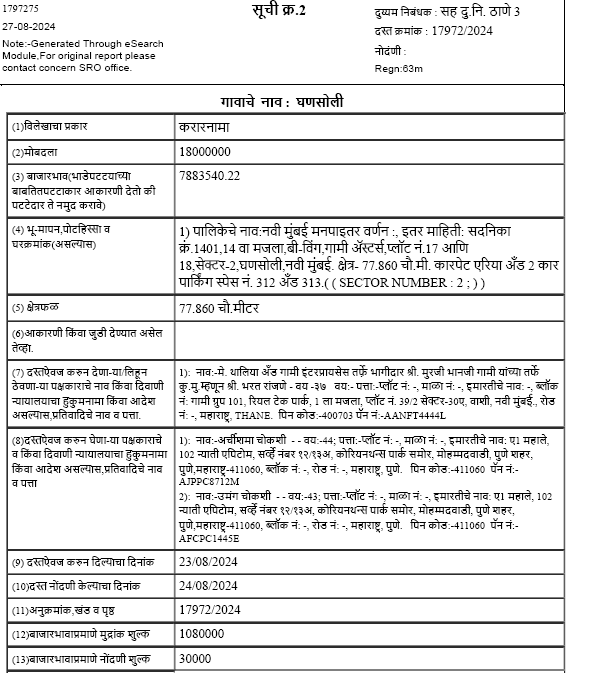 1797275
27-08-2024
Note:-Generated Through eSearch
Module,For original report please
contact concern SRO office.
सूची क्र.2
दुय्यम निबंधक : सह दु.नि. ठाणे 3
दस्त क्रमांक : 17972/2024
नोदंणी :
Regn:63m
गावाचे नाव : घणसोली
(1)विलेखाचा प्रकार
करारनामा
(2)मोबदला
18000000
(3) बाजारभाव(भाडेपटटयाच्या
बाबतितपटटाकार आकारणी देतो की
पटटेदार ते नमुद करावे)
7883540.22
(4) भू-मापन,पोटहिस्सा व
घरक्रमांक(असल्यास)
1) पालिकेचे नाव:नवी मुंबई मनपाइतर वर्णन :, इतर माहिती: सदनिका
क्रं.1401,14 वा मजला,बी-विंग,गामी अ‍ॅस्टर्स,प्लॉट नं.17 आणि
18,सेक्टर-2,घणसोली,नवी मुंबई. क्षेत्र- 77.860 चौ.मी. कारपेट एरिया अँड 2 कार
पार्किंग स्पेस नं. 312 अँड 313.( ( SECTOR NUMBER : 2 ; ) )
(5) क्षेत्रफळ
77.860 चौ.मीटर
(6)आकारणी किंवा जुडी देण्यात असेल
तेव्हा.
(7) दस्तऐवज करुन देणा-या/लिहून
ठेवणा-या पक्षकाराचे नाव किंवा दिवाणी
न्यायालयाचा हुकुमनामा किंवा आदेश
असल्यास,प्रतिवादिचे नाव व पत्ता.
1): नाव:-मे. थालिया अँड गामी इंटरप्रायसेस तर्फे भागीदार श्री. मुरजी भानजी गामी यांच्या तर्फे
कु.मु.म्हणून श्री. भरत रांजणे - वय -३७ वय:- पत्ता:-प्लॉट नं: -, माळा नं: -, इमारतीचे नाव: -, ब्लॉक
नं: गामी ग्रुप 101, रियल टेक पार्क, 1 ला मजला, प्लॉट नं. 39/2 सेक्टर-30ए, वाशी, नवी मुंबई., रोड
नं: -, महाराष्ट्र, THANE. पिन कोड:-400703 पॅन नं:-AANFT4444L
(8)दस्तऐवज करुन घेणा-या पक्षकाराचे
व किंवा दिवाणी न्यायालयाचा हुकुमनामा
किंवा आदेश असल्यास,प्रतिवादिचे नाव
व पत्ता
1): नाव:-अर्चीशमा चोकशी - - वय:-44; पत्ता:-प्लॉट नं: -, माळा नं: -, इमारतीचे नाव: ए1 महाले,
102 न्याती एपिटोम, सर्व्हे नंबर १२/१३अ, कोरियनथन्स पार्क समोर, मोहम्मदवाडी, पुणे शहर,
पुणे,महाराष्ट्र-411060, ब्लॉक नं: -, रोड नं: -, महाराष्ट्र, पुणे. पिन कोड:-411060 पॅन नं:-
AJPPC8712M
2): नाव:-उमंग चोकशी - - वय:-43; पत्ता:-प्लॉट नं: -, माळा नं: -, इमारतीचे नाव: ए1 महाले, 102
न्याती एपिटोम, सर्व्हे नंबर १२/१३अ, कोरियनथन्स पार्क समोर, मोहम्मदवाडी, पुणे शहर,
पुणे,महाराष्ट्र-411060, ब्लॉक नं: -, रोड नं: -, महाराष्ट्र, पुणे. पिन कोड:-411060 पॅन नं:-
AFCPC1445E
(9) दस्तऐवज करुन दिल्याचा दिनांक
23/08/2024
(10)दस्त नोंदणी केल्याचा दिनांक
24/08/2024
(11)अनुक्रमांक,खंड व पृष्ठ
17972/2024
(12)बाजारभावाप्रमाणे मुद्रांक शुल्क
1080000
(13)बाजारभावाप्रमाणे नोंदणी शुल्क
30000